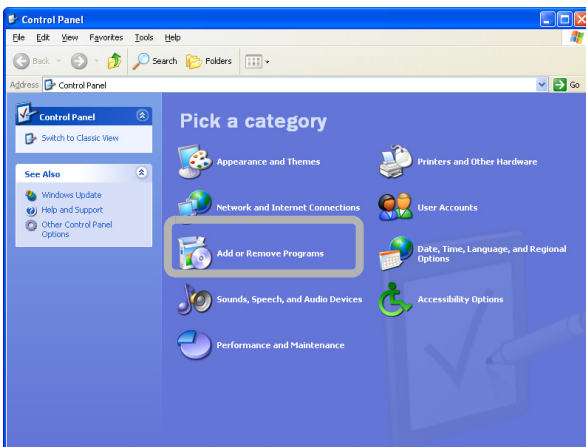 Control Panel
File Edit View Favorites Tools Help
Back Search Folders
Address Control Panel Go
Control Panel
Switch to Classic View
See Also
Windows Update
Help and Support
Other Control Panel
Options
Pick a category
Appearance and Themes
Printers and Other Hardware
Network and Internet Connections
User Accounts
Add or Remove Programs
Date, Time, Language, and Regional
Options
Sounds, Speech, and Audio Devices
Accessibility Options
Performance and Maintenance